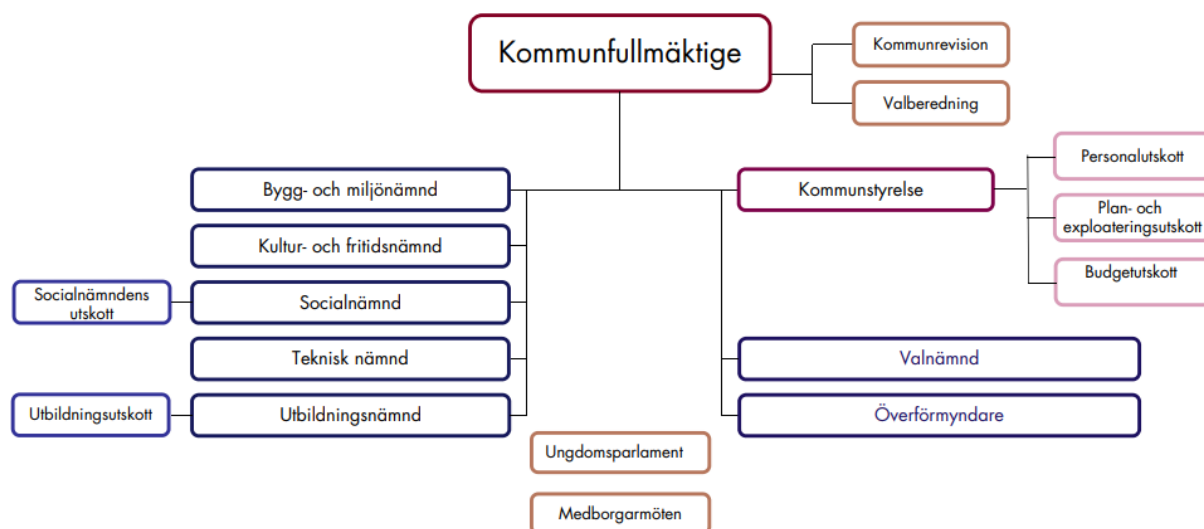 Kommunfullmäktige
Kommunrevision
Valberedning
Bygg- och miljönämnd
Kultur- och fritidsnämnd
Socialnämndens
utskott
Socialnämnd
Teknisk nämnd
Utbildningsutskott
Utbildningsnämnd
Kommunstyrelse
Personalutskott
Plan- och
exploateringsutskott
Budgetutskott
Valnämnd
Överförmyndare
Ungdomsparlament
Medborgarmöten